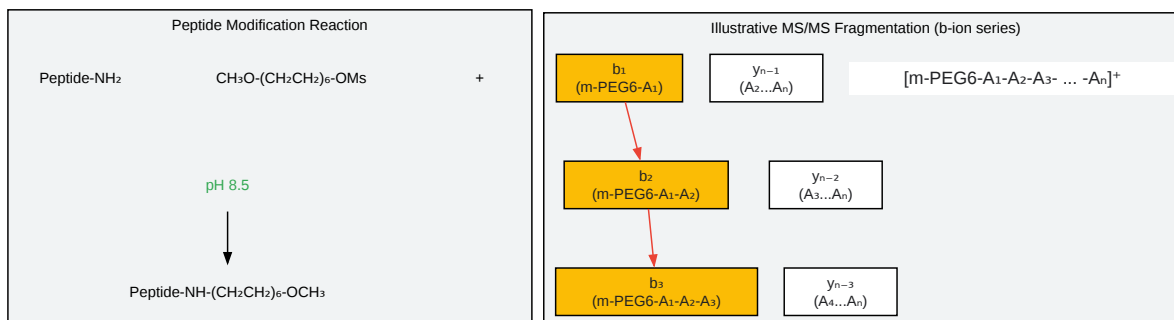 Peptide Modification Reaction
Peptide-NH₂
CH₃O-(CH₂CH₂)₆-OMs
+
pH 8.5
Peptide-NH-(CH₂CH₂)₆-OCH₃
Illustrative MS/MS Fragmentation (b-ion series)
b₁
(m-PEG6-A₁)
yₙ₋₁
(A₂...Aₙ)
[m-PEG6-A₁-A₂-A₃- ... -Aₙ]⁺
b₂
(m-PEG6-A₁-A₂)
yₙ₋₂
(A₃...Aₙ)
b₃
(m-PEG6-A₁-A₂-A₃)
yₙ₋₃
(A₄...Aₙ)